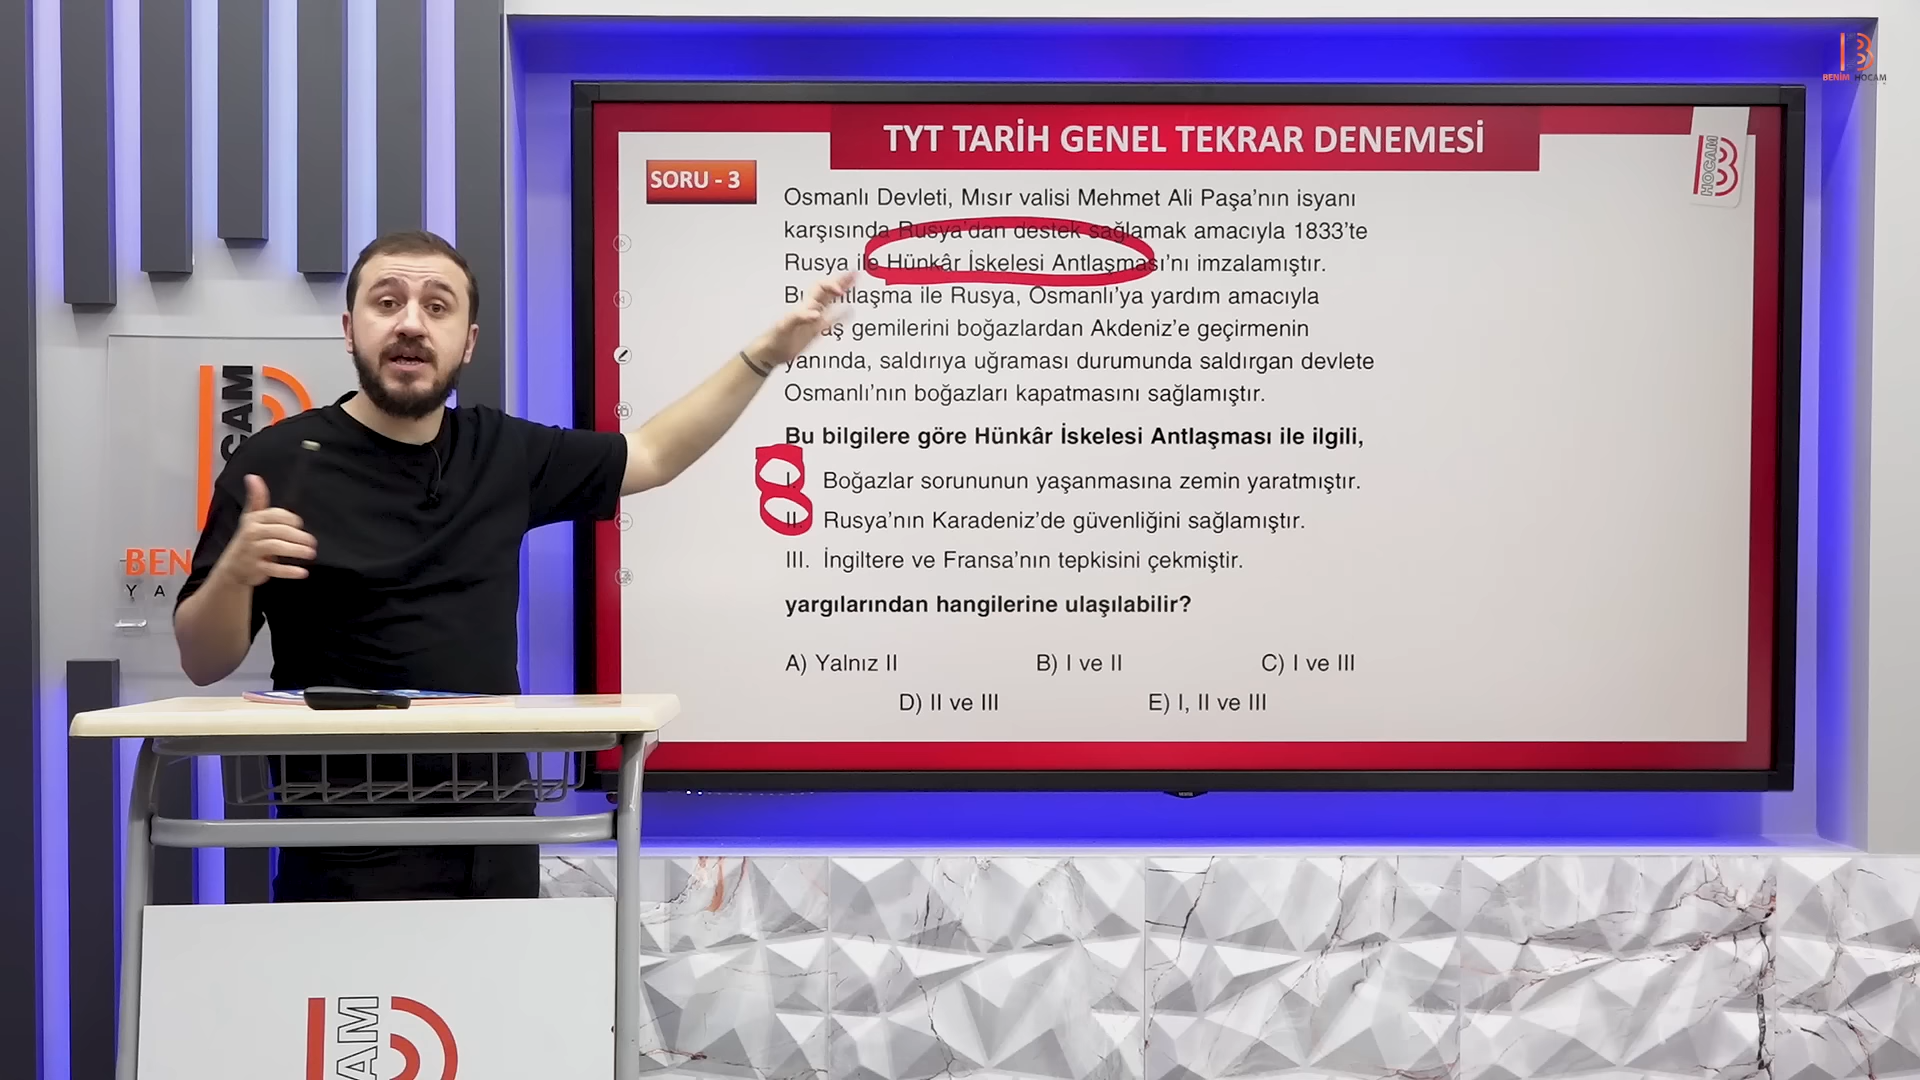 BENİM HOCAM
TYT TARİH GENEL TEKRAR DENEMESİ
HOCAM
SORU - 3
Osmanlı Devleti, Mısır valisi Mehmet Ali Paşa'nın isyanı
karşısında Rusya'dan destek sağlamak amacıyla 1833'te
Rusya ile Hünkâr İskelesi Antlaşması'nı imzalamıştır.
ile Rusya, Osmanlı'ya yardım amacıyla
gemilerini boğazlardan Akdeniz'e geçirmenin
yanında, saldırıya uğraması durumunda saldırgan devlete
Osmanlı'nın boğazları kapatmasını sağlamıştır.
Bu bilgilere göre Hünkâr İskelesi Antlaşması ile ilgili,
I. Boğazlar sorununun yaşanmasına zemin yaratmıştır.
II. Rusya'nın Karadeniz'de güvenliğini sağlamıştır.
III. İngiltere ve Fransa'nın tepkisini çekmiştir.
yargılarından hangilerine ulaşılabilir?
A) Yalnız II B) I ve II C) I ve III
D) II ve III E) I, II ve III